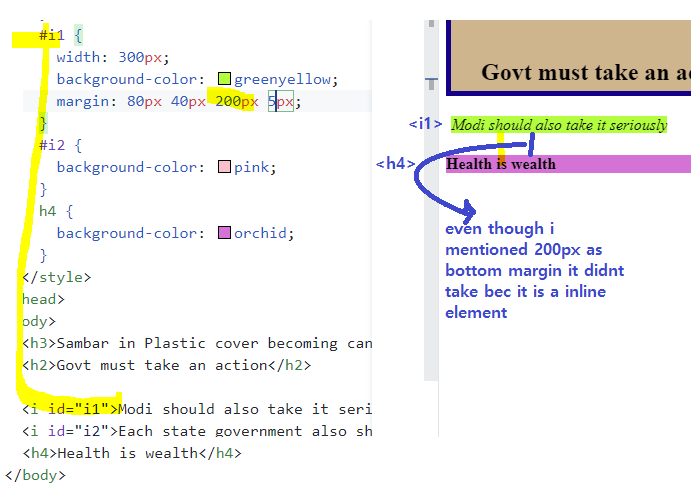 #i1 {
width: 300px;
background-color: greenyellow;
margin: 80px 40px 200px 5px;
}
#i2 {
background-color: pink;
}
h4 {
background-color: orchid;
}
</style>
head>
ody>
<h3>Sambar in Plastic cover becoming can
<h2>Govt must take an action</h2>
<i id="i1">Modi should also take it seri
<i id="i2">Each state government also sh
<h4>Health is wealth</h4>
</body>
Govt must take an ac
<i1> Modi should also take it seriously
<h4> Health is wealth
even though i
mentioned 200px as
bottom margin it didnt
take bec it is a inline
element